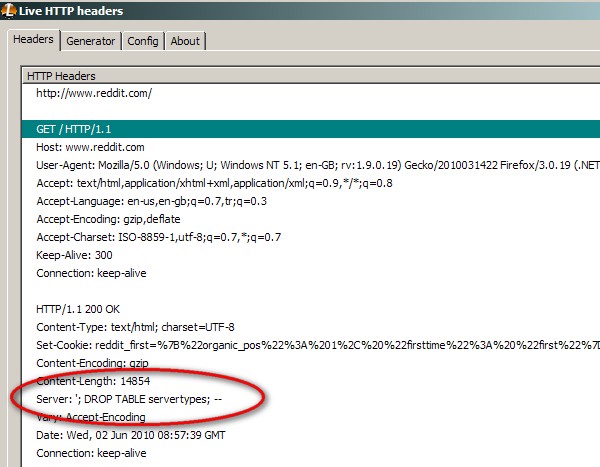 Live HTTP headers
Headers Generator Config About
HTTP Headers
http://www.reddit.com/
GET / HTTP/1.1
Host: www.reddit.com
User-Agent: Mozilla/5.0 (Windows; U; Windows NT 5.1; en-GB; rv:1.9.0.19) Gecko/2010031422 Firefox/3.0.19 (.NET
Accept: text/html,application/xhtml+xml,application/xml;q=0.9,*/*;q=0.8
Accept-Language: en-us,en-gb;q=0.7,tr;q=0.3
Accept-Encoding: gzip,deflate
Accept-Charset: ISO-8859-1,utf-8;q=0.7,*;q=0.7
Keep-Alive: 300
Connection: keep-alive
HTTP/1.1 200 OK
Content-Type: text/html; charset=UTF-8
Set-Cookie: reddit_first=%7B%22organic_pos%22%3A%201%2C%20%22firsttime%22%3A%20%22first%22%7D
Content-Encoding: gzip
Content-Length: 14854
Server: '; DROP TABLE servertypes; --
Vary: Accept-Encoding
Date: Wed, 02 Jun 2010 08:57:39 GMT
Connection: keep-alive